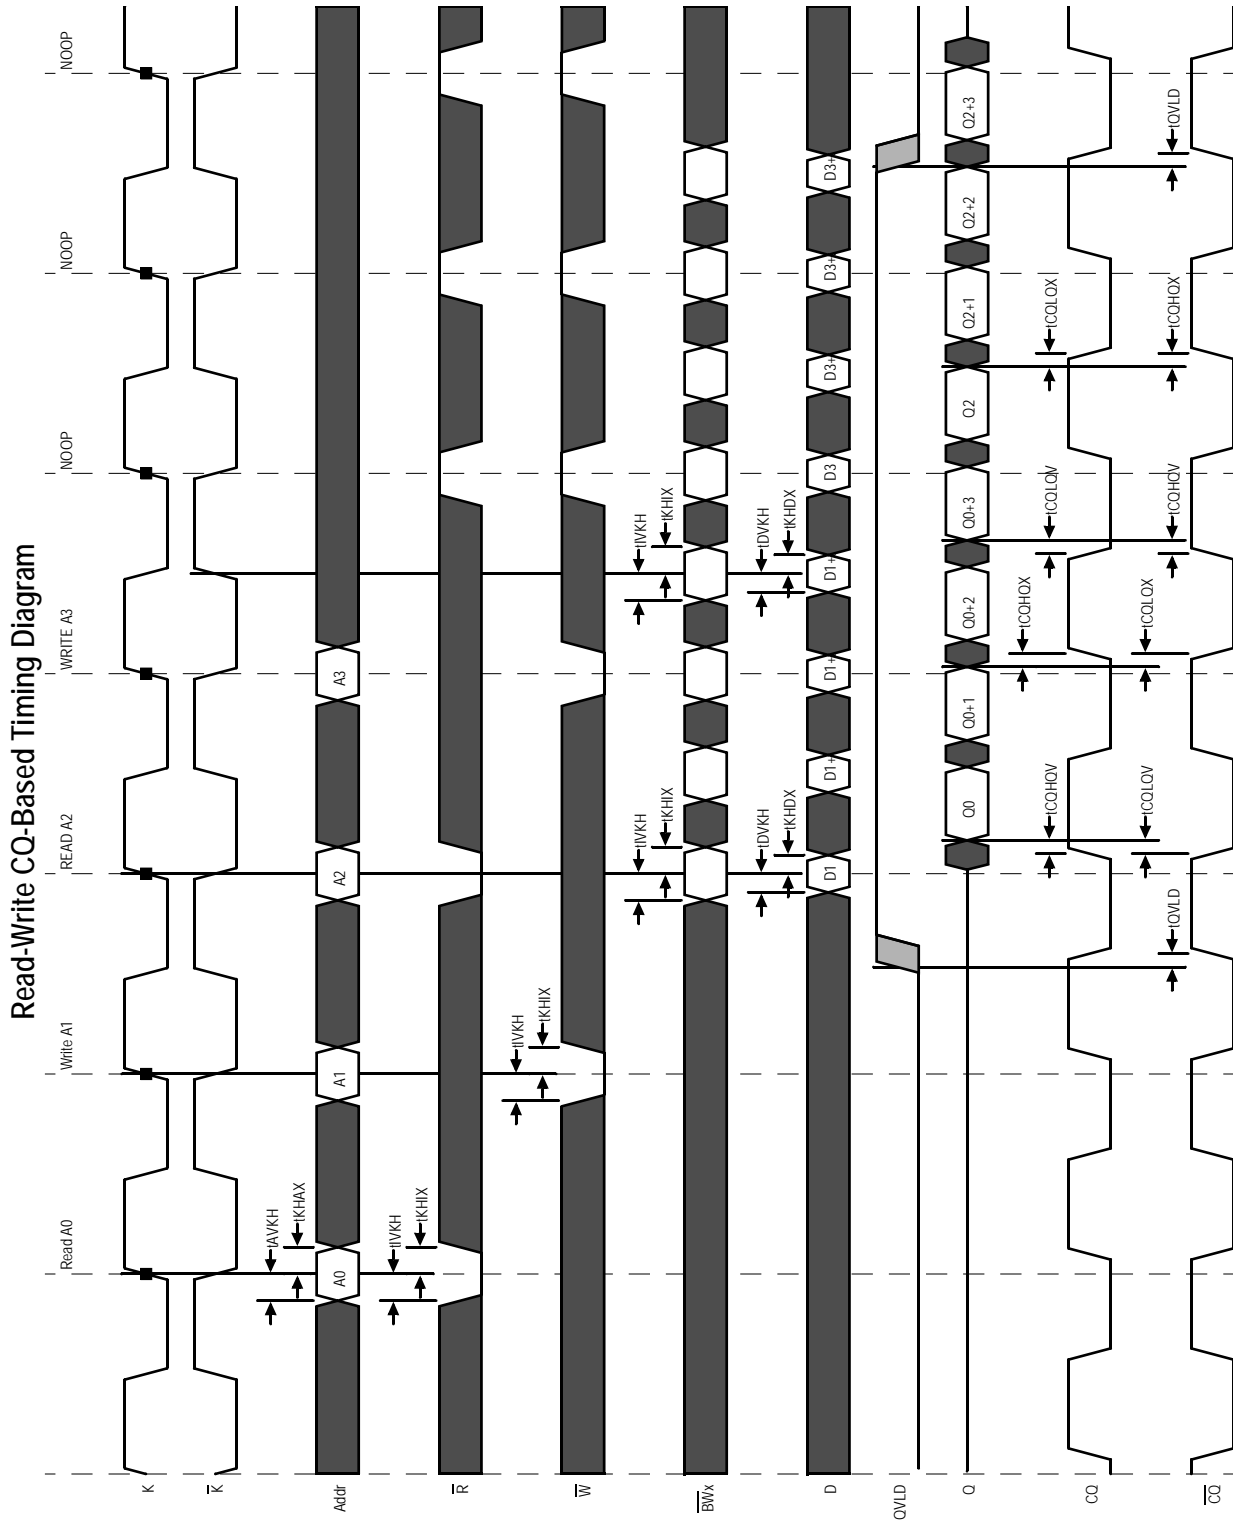 Read-Write CQ-Based Timing Diagram
Read A0
Write A1
READ A2
WRITE A3
NOOP
NOOP
NOOP
K
K̅
tAVKH
tKHAX
Addr
A0
A1
A2
A3
tIVKH
tKHIX
R̅
tIVKH
tKHIX
W̅
tIVKH
tKHIX
tIVKH
tKHIX
B̅W̅x̅
tDVKH
tKHDX
tDVKH
tKHDX
D
D1
D1+
D1+
D1+
D3
D3+
D3+
D3+
QVLD
Q
Q0
Q0+1
Q0+2
Q0+3
Q2
Q2+1
Q2+2
Q2+3
tCQHQX
tCQHQV
tCQLQV
tCQLQX
CQ
tCQLQV
tCQLQX
tQVLD
tCQHQV
tCQHQX
tQVLD
C̅Q̅